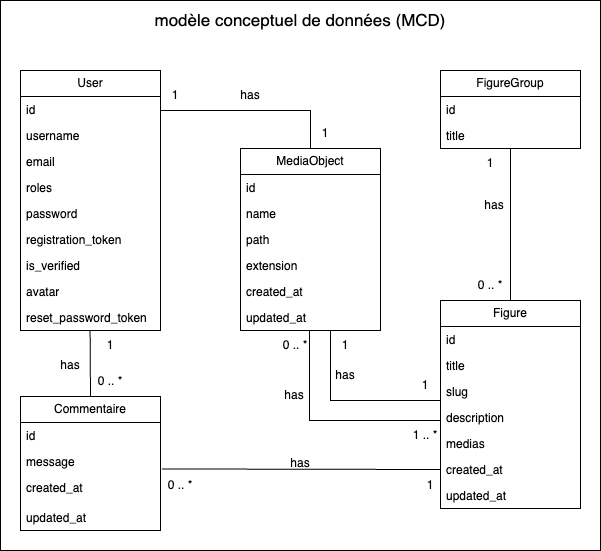 modèle conceptuel de données (MCD)
User
id
username
email
roles
password
registration_token
is_verified
avatar
reset_password_token
1
has
1
MediaObject
id
name
path
extension
created_at
updated_at
FigureGroup
id
title
1
has
0 .. *
Figure
id
title
slug
description
medias
created_at
updated_at
0 .. *
1
has
1
has
1 .. *
1
has
0 .. *
Commentaire
id
message
created_at
updated_at
has
0 .. *
1